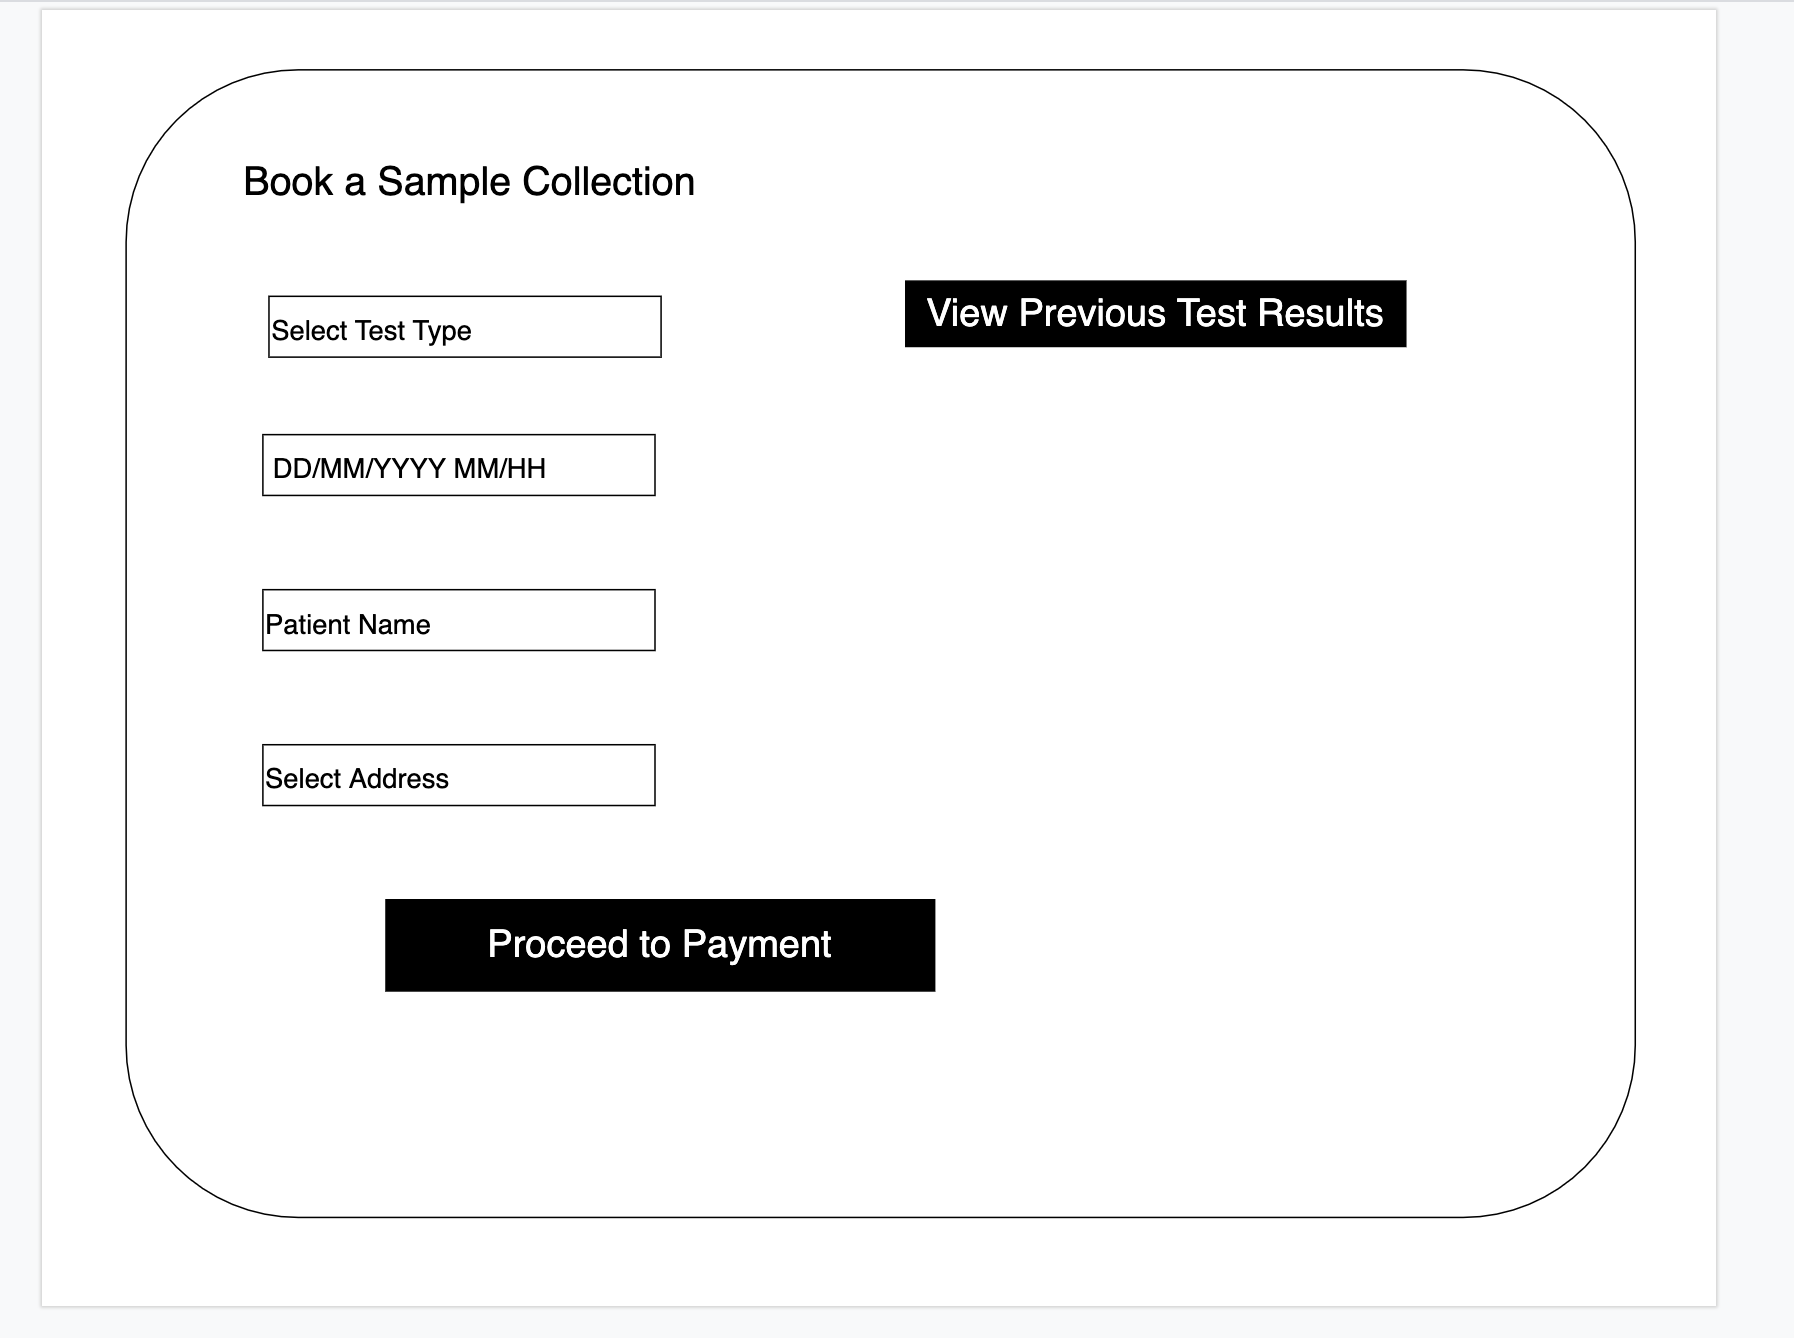 Book a Sample Collection
Select Test Type
View Previous Test Results
DD/MM/YYYY MM/HH
Patient Name
Select Address
Proceed to Payment